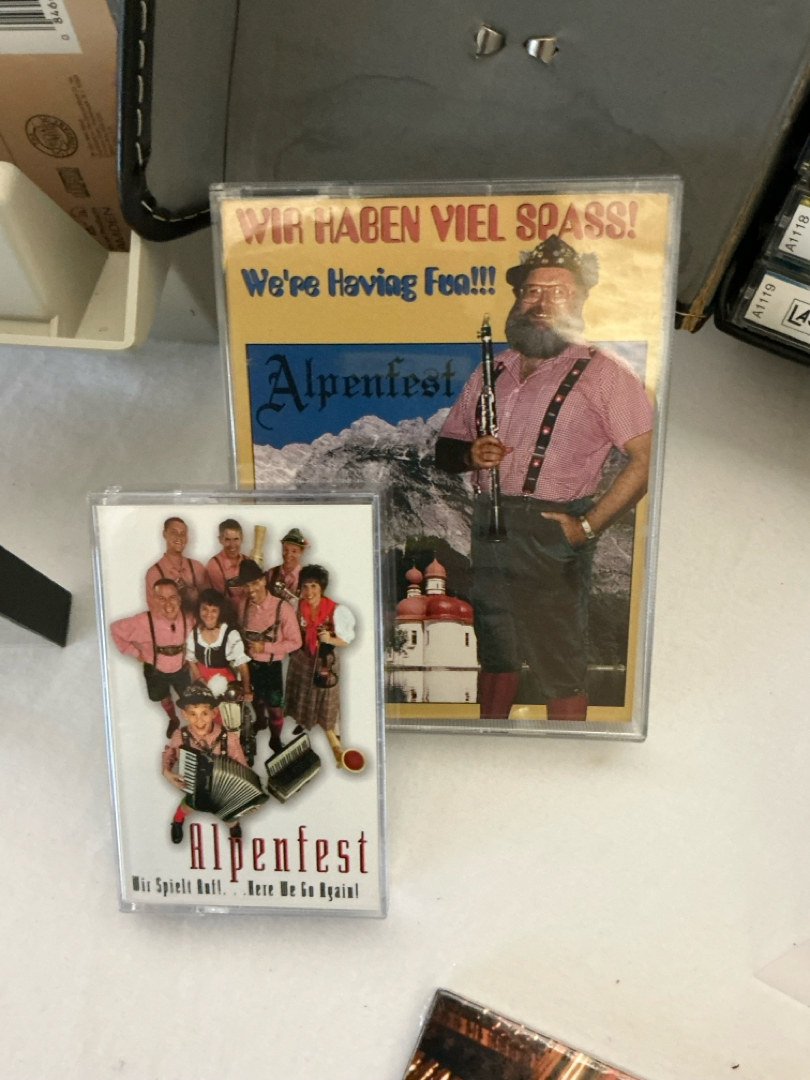 WIR HABEN VIEL SPASS!
We're Having Fun!!!
Alpenfest
Alpenfest
Wir Spielt Auf!. . .Here We Go Again!
A1118
A1119